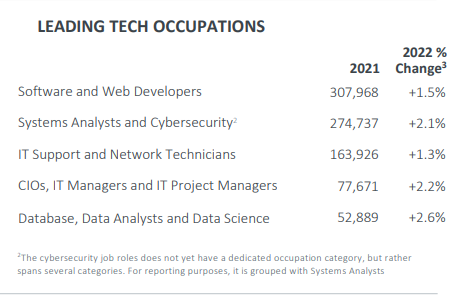 LEADING TECH OCCUPATIONS
2022 %
2021 Change³
Software and Web Developers 307,968 +1.5%
Systems Analysts and Cybersecurity² 274,737 +2.1%
IT Support and Network Technicians 163,926 +1.3%
CIOs, IT Managers and IT Project Managers 77,671 +2.2%
Database, Data Analysts and Data Science 52,889 +2.6%
²The cybersecurity job roles does not yet have a dedicated occupation category, but rather
spans several categories. For reporting purposes, it is grouped with Systems Analysts